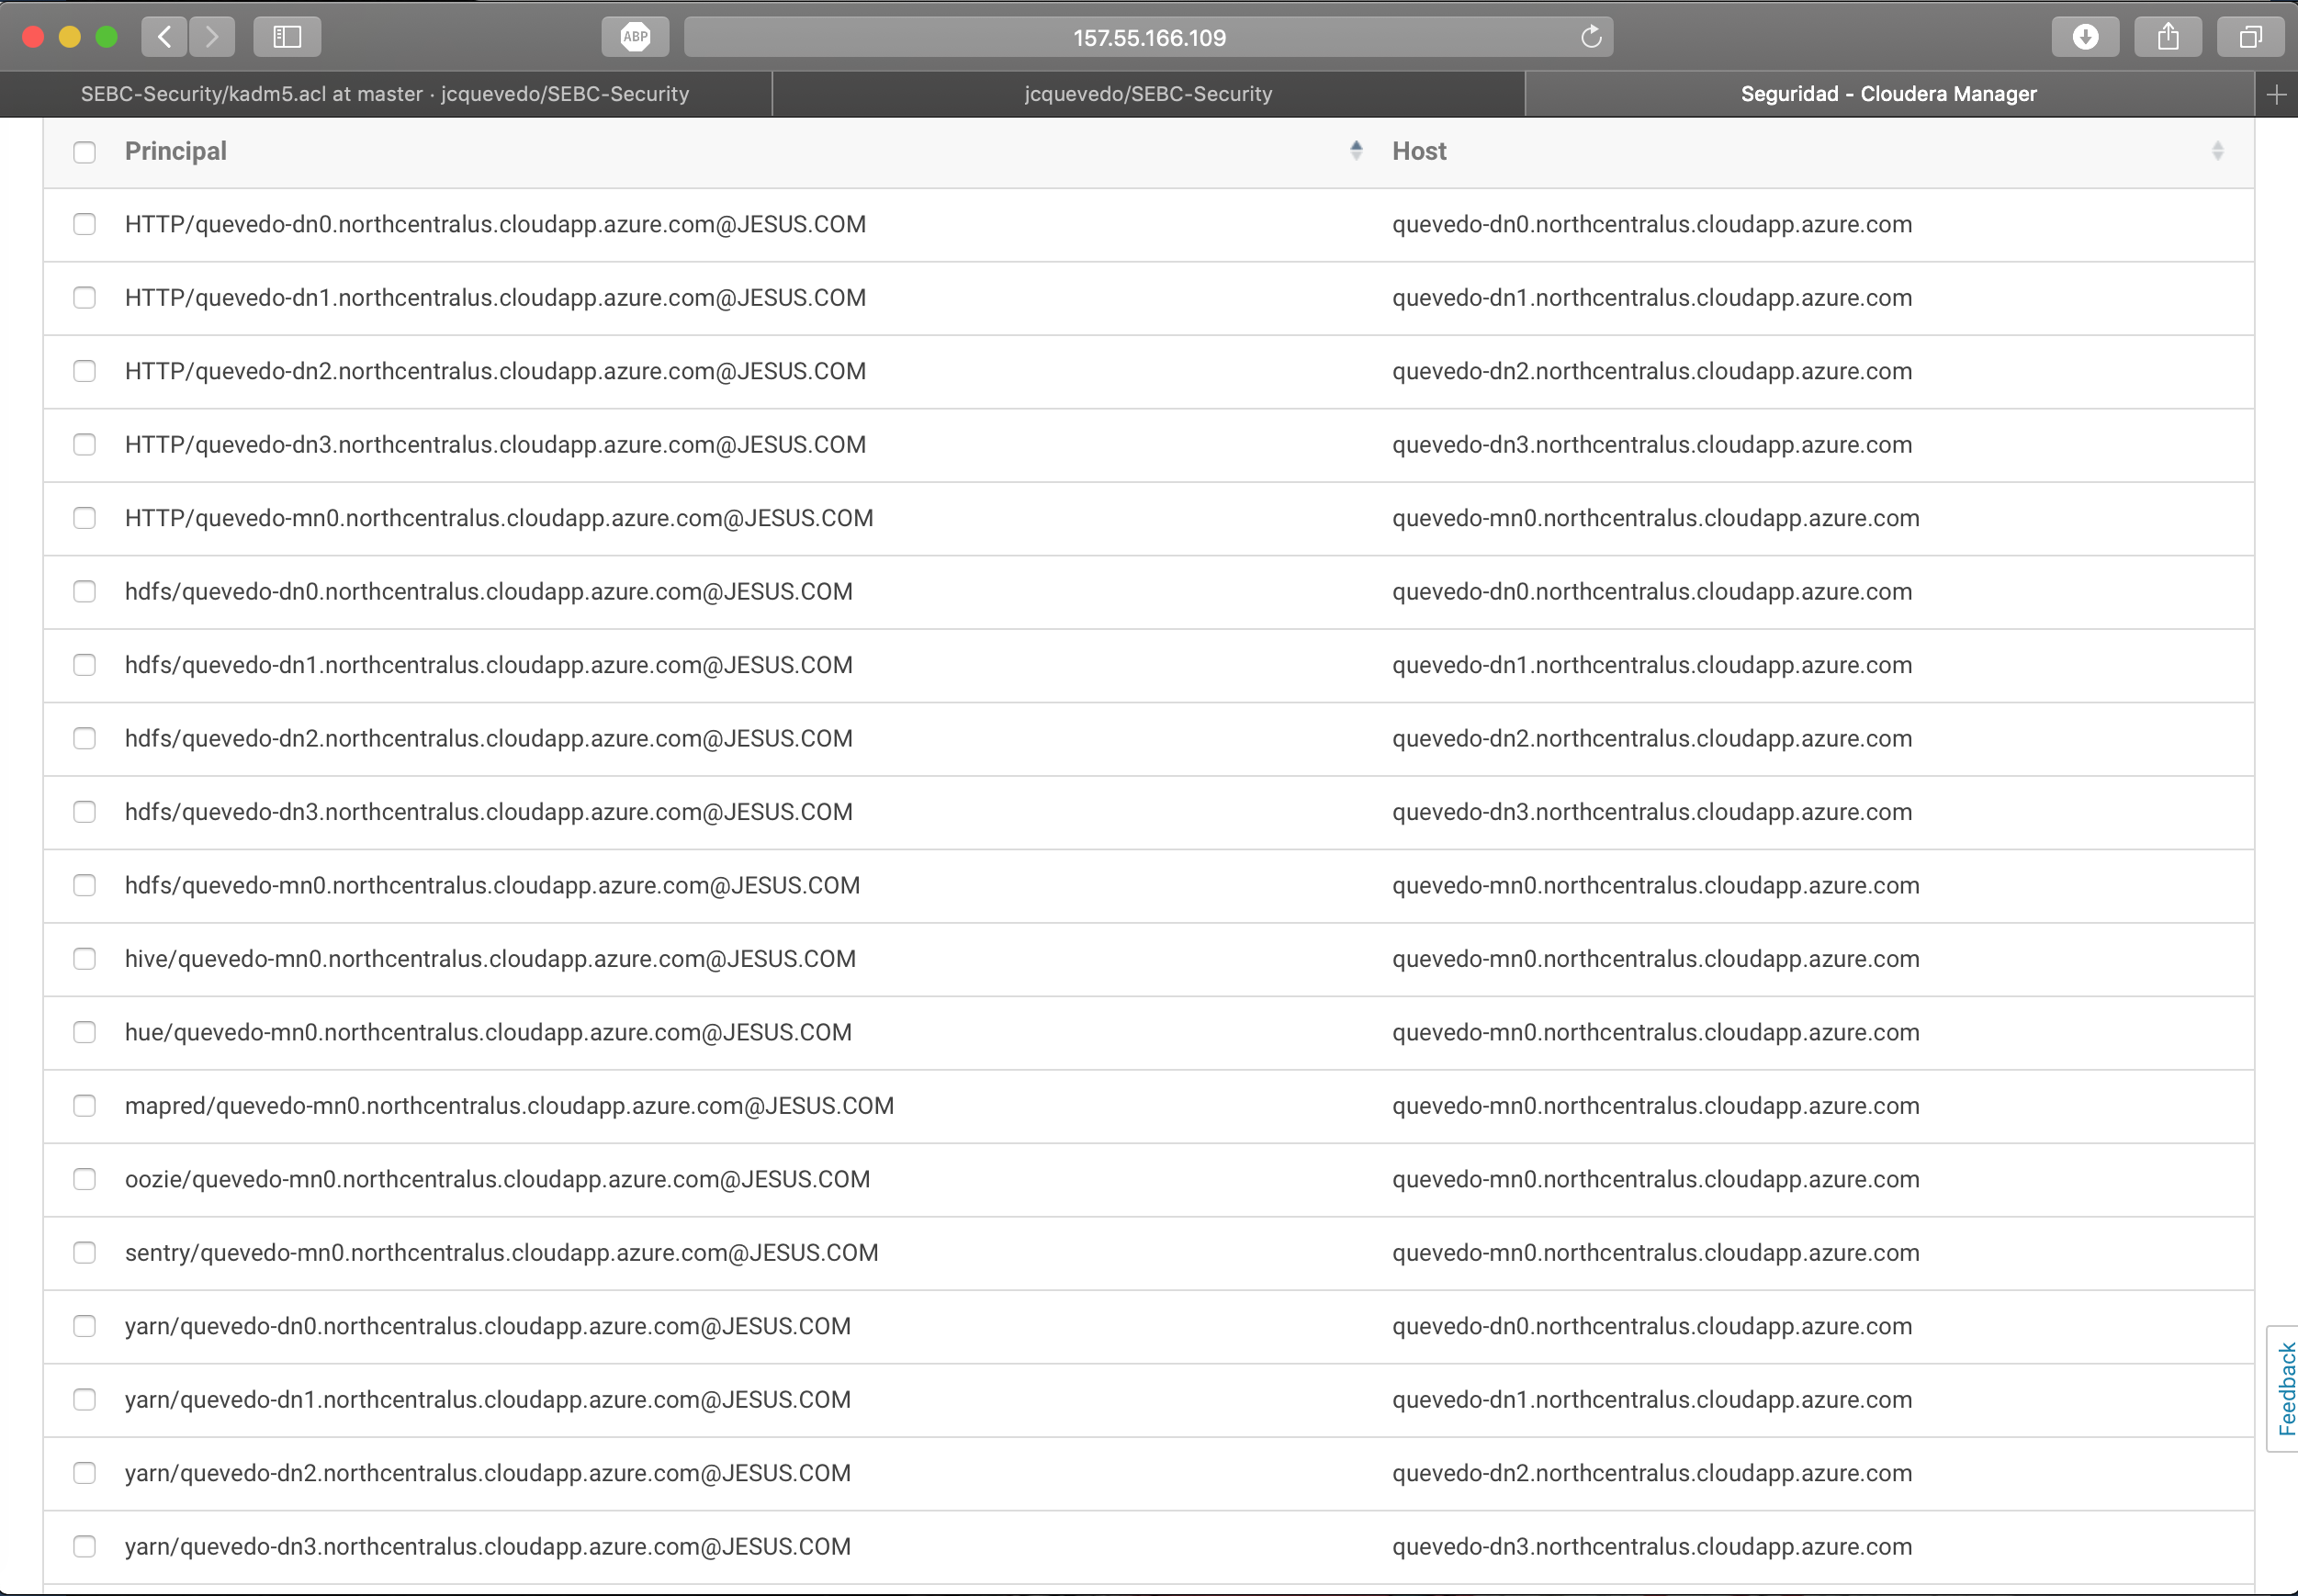 ABP
157.55.166.109
SEBC-Security/kadm5.acl at master · jcquevedo/SEBC-Security
jcquevedo/SEBC-Security
Seguridad - Cloudera Manager
Principal Host
HTTP/quevedo-dn0.northcentralus.cloudapp.azure.com@JESUS.COM quevedo-dn0.northcentralus.cloudapp.azure.com
HTTP/quevedo-dn1.northcentralus.cloudapp.azure.com@JESUS.COM quevedo-dn1.northcentralus.cloudapp.azure.com
HTTP/quevedo-dn2.northcentralus.cloudapp.azure.com@JESUS.COM quevedo-dn2.northcentralus.cloudapp.azure.com
HTTP/quevedo-dn3.northcentralus.cloudapp.azure.com@JESUS.COM quevedo-dn3.northcentralus.cloudapp.azure.com
HTTP/quevedo-mn0.northcentralus.cloudapp.azure.com@JESUS.COM quevedo-mn0.northcentralus.cloudapp.azure.com
hdfs/quevedo-dn0.northcentralus.cloudapp.azure.com@JESUS.COM quevedo-dn0.northcentralus.cloudapp.azure.com
hdfs/quevedo-dn1.northcentralus.cloudapp.azure.com@JESUS.COM quevedo-dn1.northcentralus.cloudapp.azure.com
hdfs/quevedo-dn2.northcentralus.cloudapp.azure.com@JESUS.COM quevedo-dn2.northcentralus.cloudapp.azure.com
hdfs/quevedo-dn3.northcentralus.cloudapp.azure.com@JESUS.COM quevedo-dn3.northcentralus.cloudapp.azure.com
hdfs/quevedo-mn0.northcentralus.cloudapp.azure.com@JESUS.COM quevedo-mn0.northcentralus.cloudapp.azure.com
hive/quevedo-mn0.northcentralus.cloudapp.azure.com@JESUS.COM quevedo-mn0.northcentralus.cloudapp.azure.com
hue/quevedo-mn0.northcentralus.cloudapp.azure.com@JESUS.COM quevedo-mn0.northcentralus.cloudapp.azure.com
mapred/quevedo-mn0.northcentralus.cloudapp.azure.com@JESUS.COM quevedo-mn0.northcentralus.cloudapp.azure.com
oozie/quevedo-mn0.northcentralus.cloudapp.azure.com@JESUS.COM quevedo-mn0.northcentralus.cloudapp.azure.com
sentry/quevedo-mn0.northcentralus.cloudapp.azure.com@JESUS.COM quevedo-mn0.northcentralus.cloudapp.azure.com
yarn/quevedo-dn0.northcentralus.cloudapp.azure.com@JESUS.COM quevedo-dn0.northcentralus.cloudapp.azure.com
yarn/quevedo-dn1.northcentralus.cloudapp.azure.com@JESUS.COM quevedo-dn1.northcentralus.cloudapp.azure.com
yarn/quevedo-dn2.northcentralus.cloudapp.azure.com@JESUS.COM quevedo-dn2.northcentralus.cloudapp.azure.com
yarn/quevedo-dn3.northcentralus.cloudapp.azure.com@JESUS.COM quevedo-dn3.northcentralus.cloudapp.azure.com
Feedback